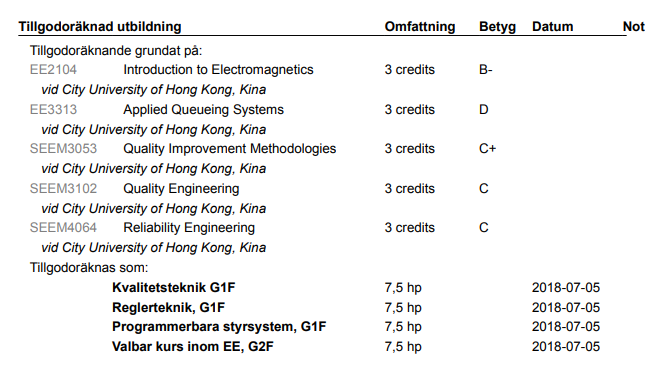 Tillgodoräknad utbildning Omfattning Betyg Datum Not
Tillgodoräknande grundat på:
EE2104 Introduction to Electromagnetics 3 credits B-
vid City University of Hong Kong, Kina
EE3313 Applied Queueing Systems 3 credits D
vid City University of Hong Kong, Kina
SEEM3053 Quality Improvement Methodologies 3 credits C+
vid City University of Hong Kong, Kina
SEEM3102 Quality Engineering 3 credits C
vid City University of Hong Kong, Kina
SEEM4064 Reliability Engineering 3 credits C
vid City University of Hong Kong, Kina
Tillgodoräknas som:
Kvalitetsteknik G1F 7,5 hp 2018-07-05
Reglerteknik, G1F 7,5 hp 2018-07-05
Programmerbara styrsystem, G1F 7,5 hp 2018-07-05
Valbar kurs inom EE, G2F 7,5 hp 2018-07-05